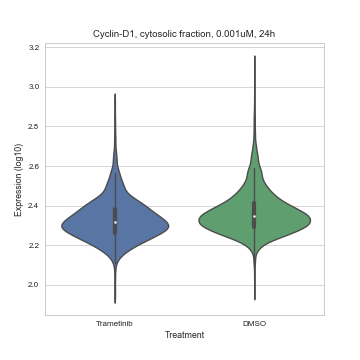 Cyclin-D1, cytosolic fraction, 0.001uM, 24h
3.2
3.0
2.8
2.6
2.4
2.2
2.0
Expression (log10)
Trametinib DMSO
Treatment